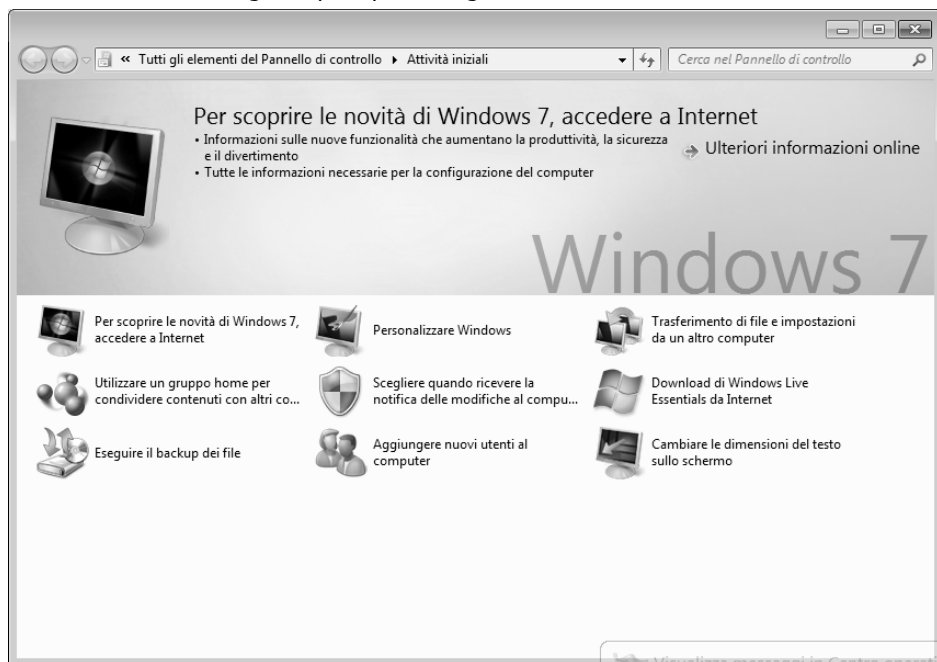 « Tutti gli elementi del Pannello di controllo ▸ Attività iniziali
Cerca nel Pannello di controllo
Per scoprire le novità di Windows 7, accedere a Internet
• Informazioni sulle nuove funzionalità che aumentano la produttività, la sicurezza
e il divertimento
• Tutte le informazioni necessarie per la configurazione del computer
Ulteriori informazioni online
Windows 7
Per scoprire le novità di Windows 7,
accedere a Internet
Personalizzare Windows
Trasferimento di file e impostazioni
da un altro computer
Utilizzare un gruppo home per
condividere contenuti con altri co...
Scegliere quando ricevere la
notifica delle modifiche al compu...
Download di Windows Live
Essentials da Internet
Eseguire il backup dei file
Aggiungere nuovi utenti al
computer
Cambiare le dimensioni del testo
sullo schermo